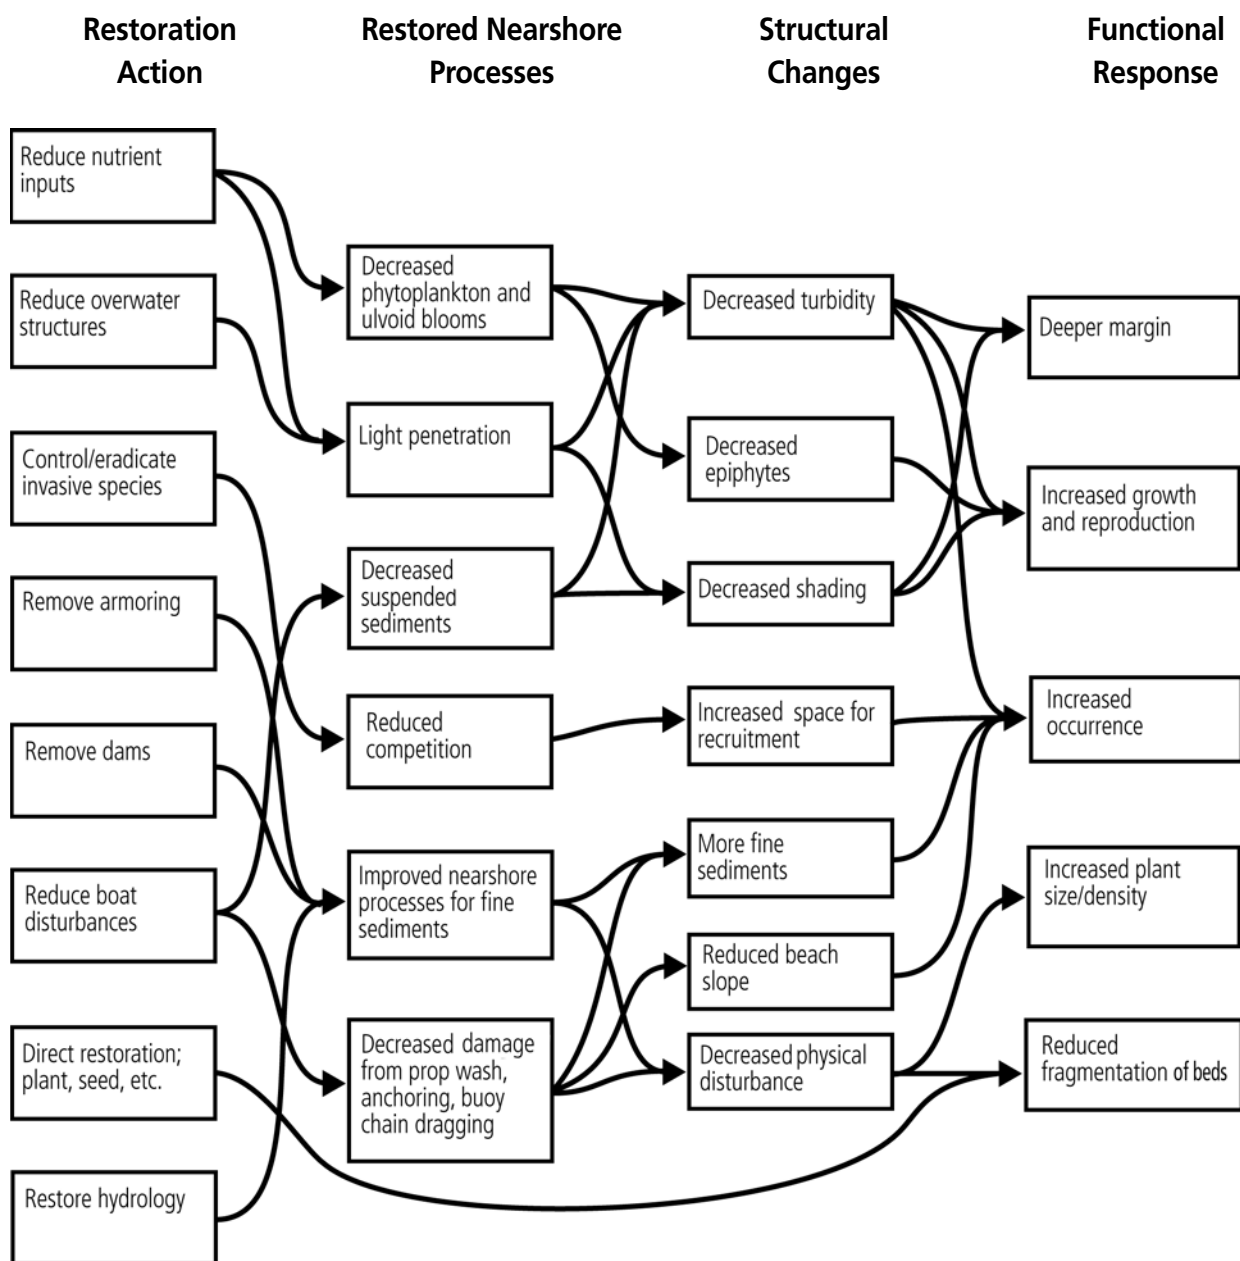 Restoration
Action
Restored Nearshore
Processes
Structural
Changes
Functional
Response
Reduce nutrient
inputs
Reduce overwater
structures
Control/eradicate
invasive species
Remove armoring
Remove dams
Reduce boat
disturbances
Direct restoration;
plant, seed, etc.
Restore hydrology
Decreased
phytoplankton and
ulvoid blooms
Light penetration
Decreased
suspended
sediments
Reduced
competition
Improved nearshore
processes for fine
sediments
Decreased damage
from prop wash,
anchoring, buoy
chain dragging
Decreased turbidity
Decreased
epiphytes
Decreased shading
Increased space for
recruitment
More fine
sediments
Reduced beach
slope
Decreased physical
disturbance
Deeper margin
Increased growth
and reproduction
Increased
occurrence
Increased plant
size/density
Reduced
fragmentation of beds